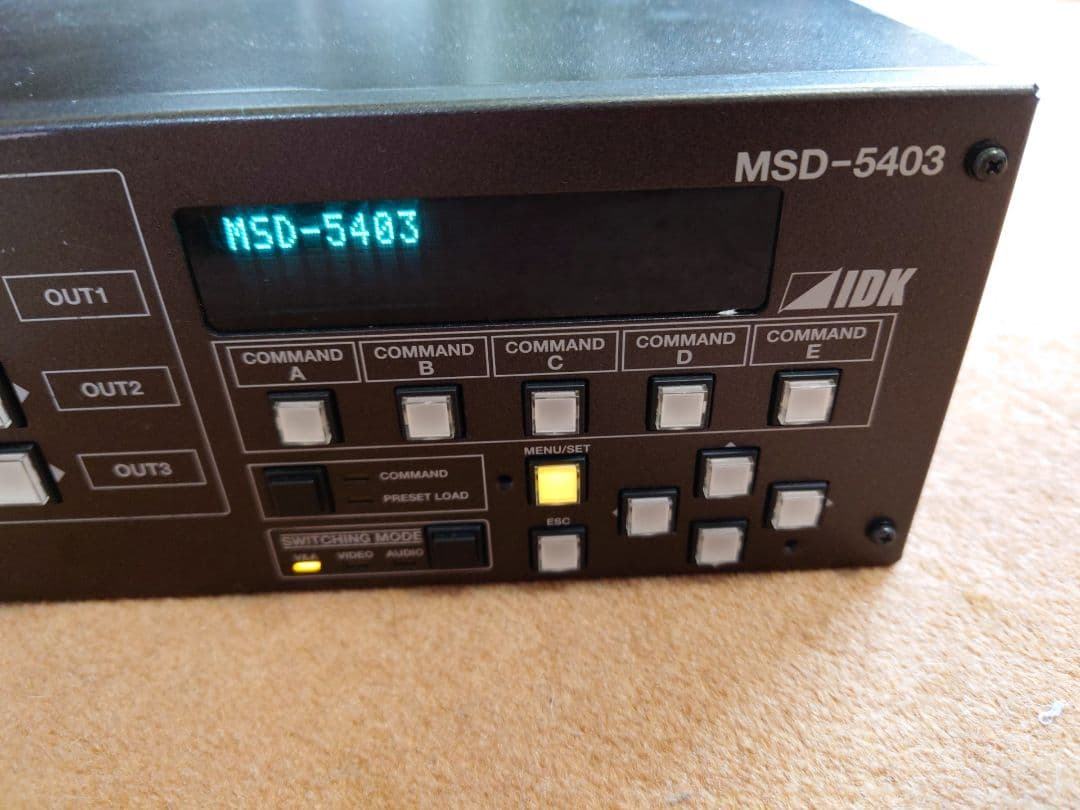 MSD-5403
MSD-5403
IDK
OUT1
OUT2
OUT3
COMMAND
A
COMMAND
B
COMMAND
C
COMMAND
D
COMMAND
E
COMMAND
PRESET LOAD
MENU/SET
ESC
SWITCHING MODE
V&A VIDEO AUDIO